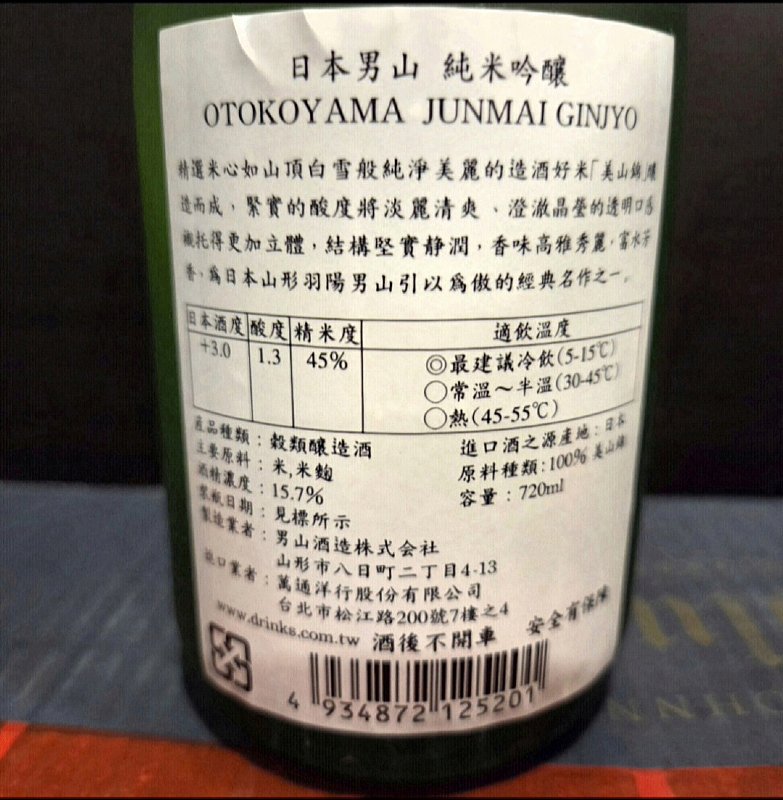 日本男山 純米吟釀
OTOKOYAMA JUNMAI GINJYO
精選米心如山頂白雪般純淨美麗的造酒好米「美山錦」釀
造而成，緊實的酸度將淡麗清爽、澄澈晶瑩的透明口感
襯托得更加立體，結構堅實靜潤，香味高雅秀麗，富水芳
香，為日本山形羽陽男山引以為傲的經典名作之一。
日本酒度 酸度 精米度 適飲溫度
+3.0 1.3 45% ◎最建議冷飲(5-15℃)
○常溫～半溫(30-45℃)
○熱(45-55℃)
產品種類：穀類釀造酒
主要原料：米,米麴
酒精濃度：15.7%
裝瓶日期：見標所示
製造業者：男山酒造株式会社
山形市八日町二丁目4-13
進口業者：萬通洋行股份有限公司
台北市松江路200號7樓之4
進口酒之原產地：日本
原料種類：100% 美山錦
容量：720ml
www.drinks.com.tw 酒後不開車 安全有保障
4 934872 125201